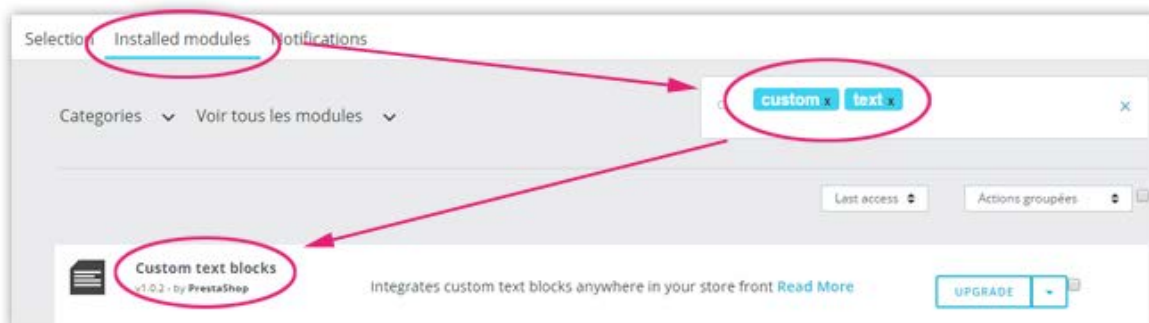 Selection Installed modules Notifications
custom x text x ×
Categories Voir tous les modules
Last access Actions groupées
Custom text blocks
v1.0.2 - by PrestaShop
Integrates custom text blocks anywhere in your store front Read More
UPGRADE